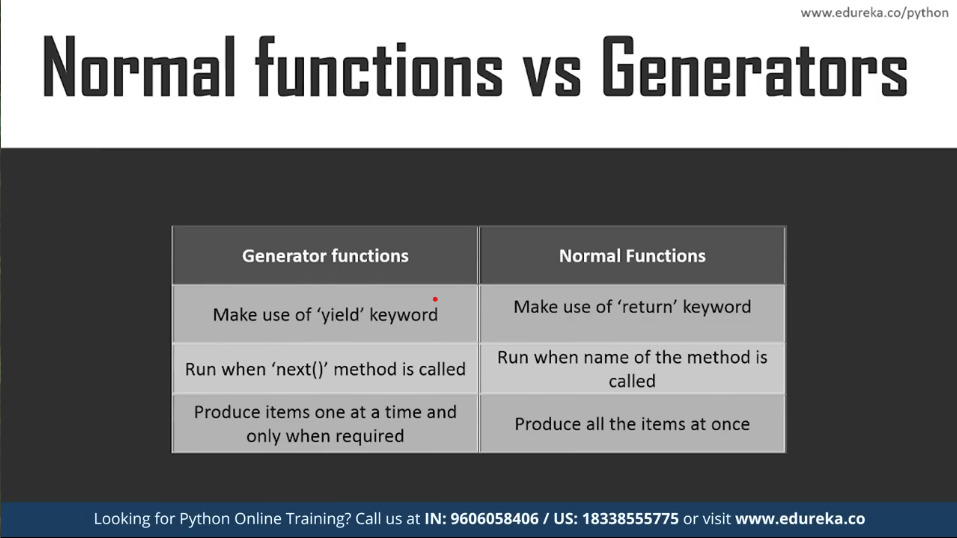 www.edureka.co/python
Normal functions vs Generators
Generator functions
Normal Functions
Make use of ‘yield’ keyword
Make use of ‘return’ keyword
Run when ‘next()’ method is called
Run when name of the method is
called
Produce items one at a time and
only when required
Produce all the items at once
Looking for Python Online Training? Call us at IN: 9606058406 / US: 18338555775 or visit www.edureka.co